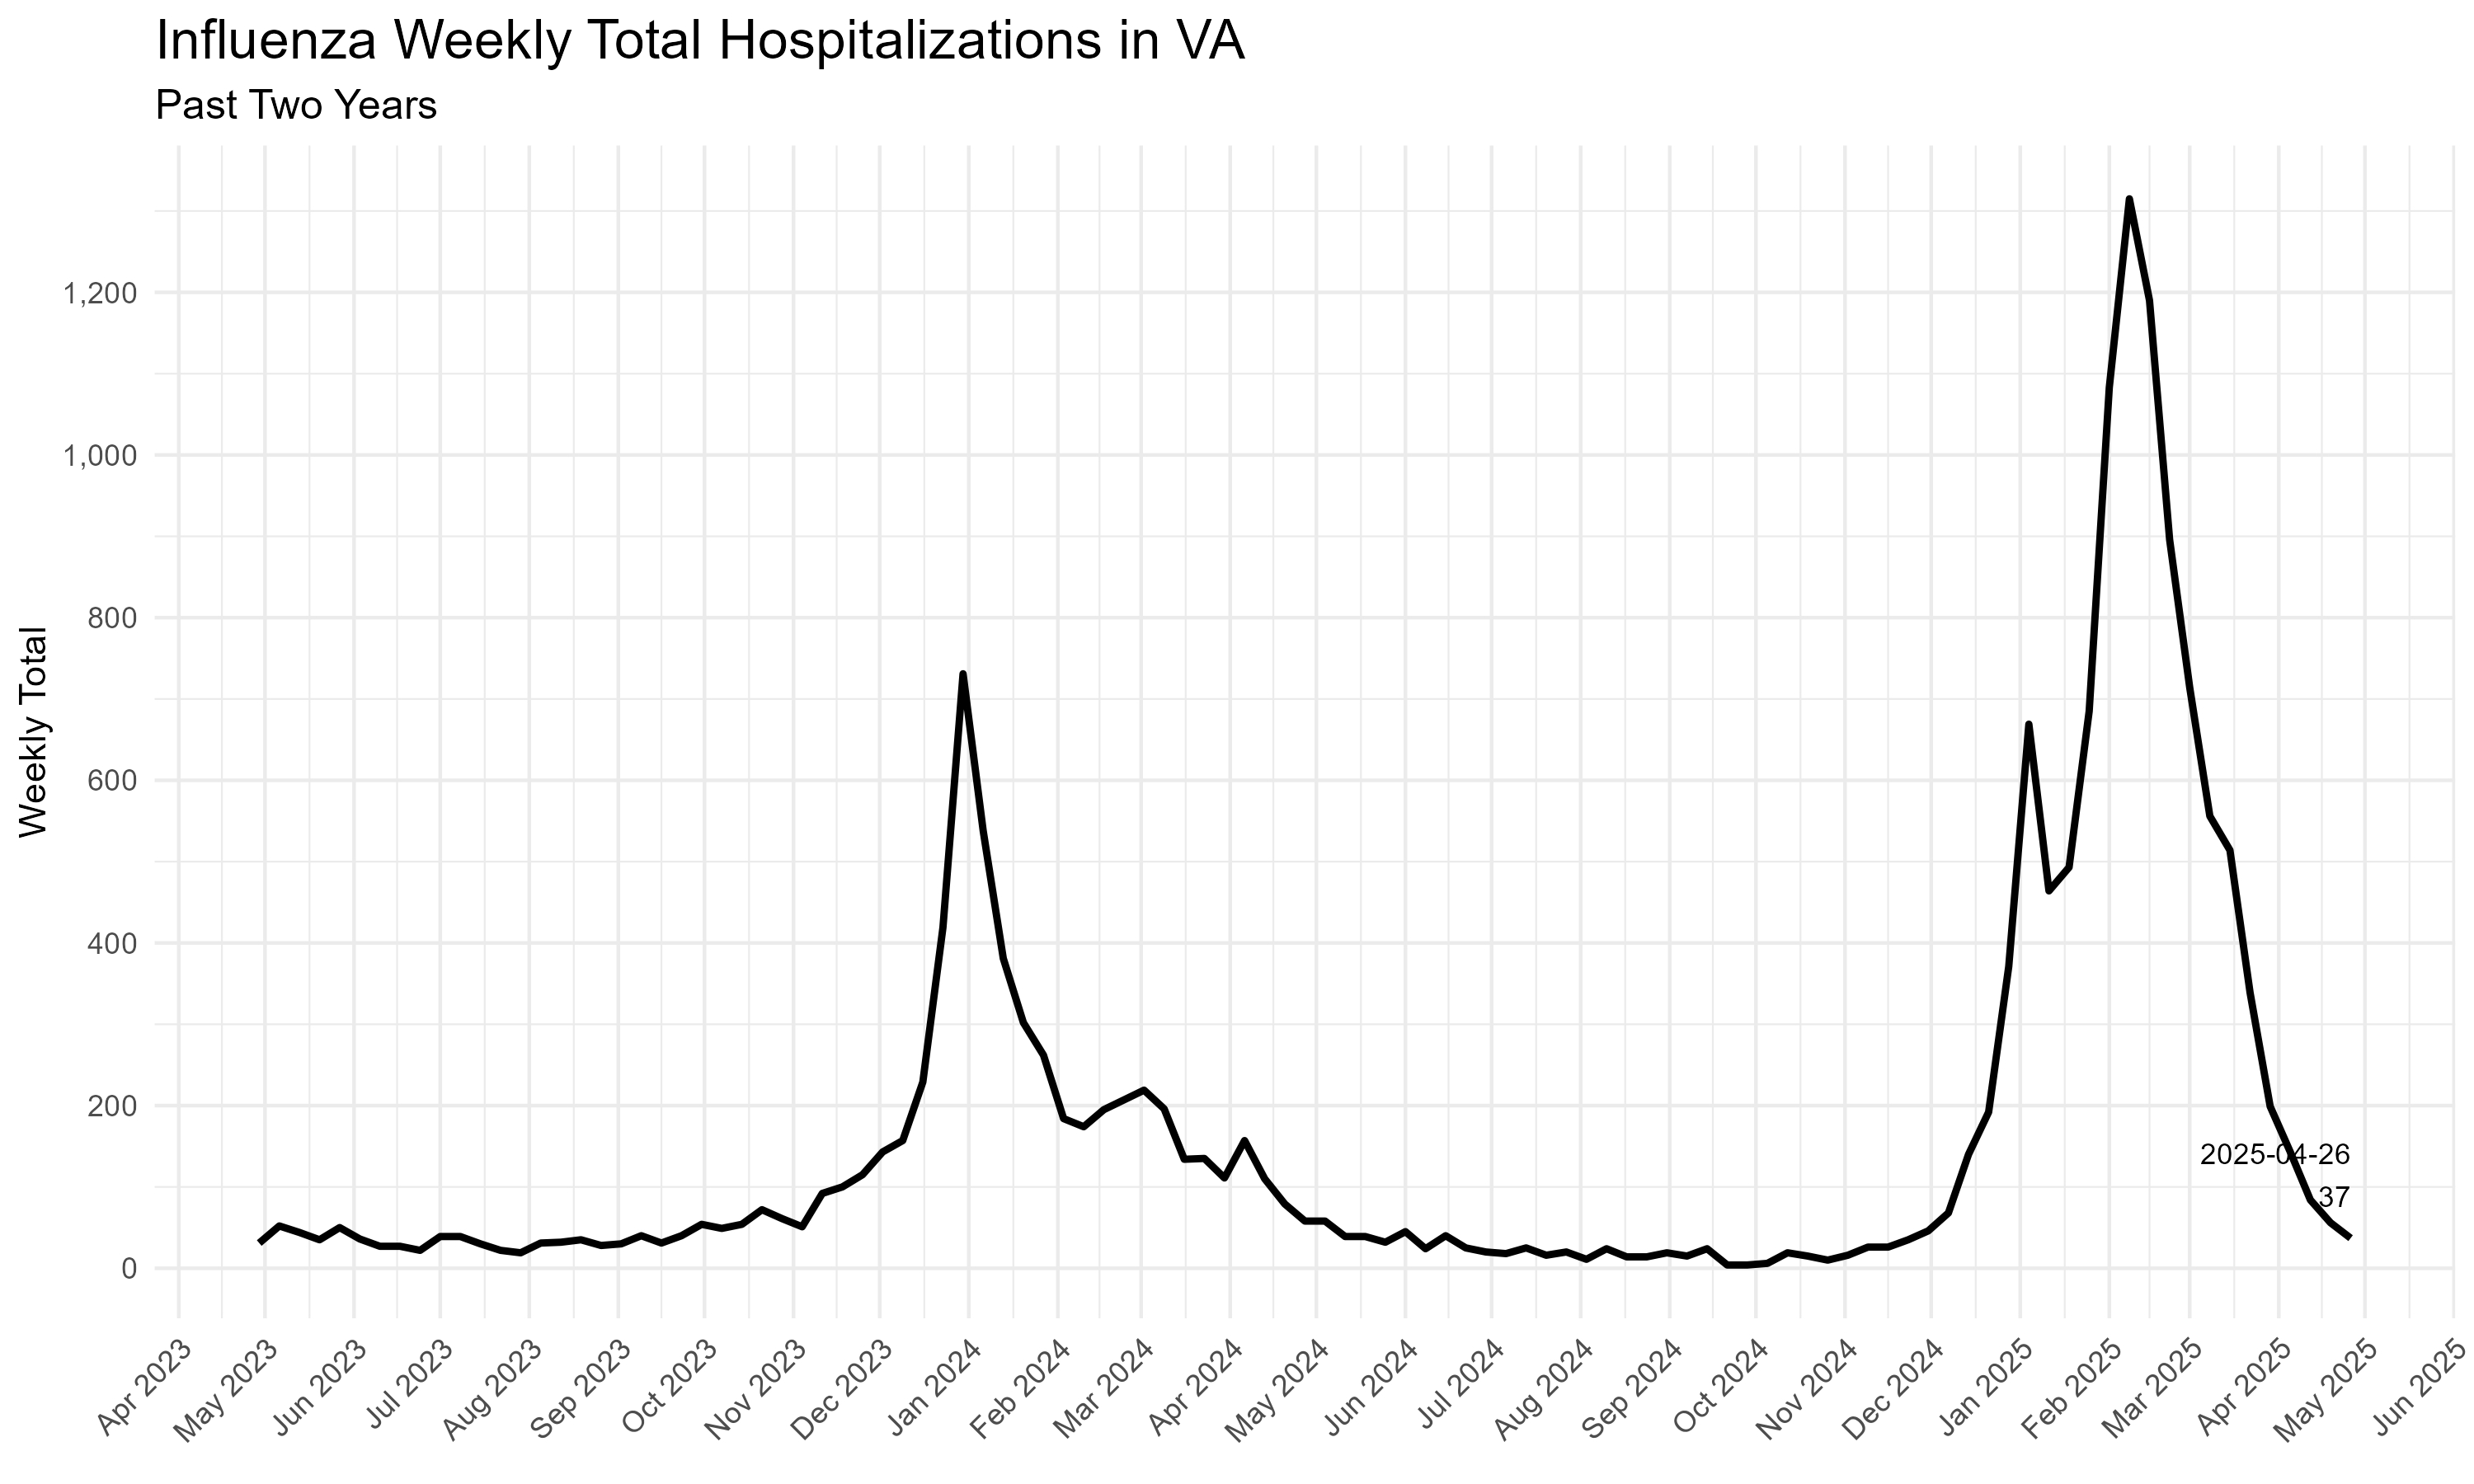 Influenza Weekly Total Hospitalizations in VA
Past Two Years
Weekly Total
1,200
1,000
800
600
400
200
0
2025-04-26
37
Apr 2023
May 2023
Jun 2023
Jul 2023
Aug 2023
Sep 2023
Oct 2023
Nov 2023
Dec 2023
Jan 2024
Feb 2024
Mar 2024
Apr 2024
May 2024
Jun 2024
Jul 2024
Aug 2024
Sep 2024
Oct 2024
Nov 2024
Dec 2024
Jan 2025
Feb 2025
Mar 2025
Apr 2025
May 2025
Jun 2025